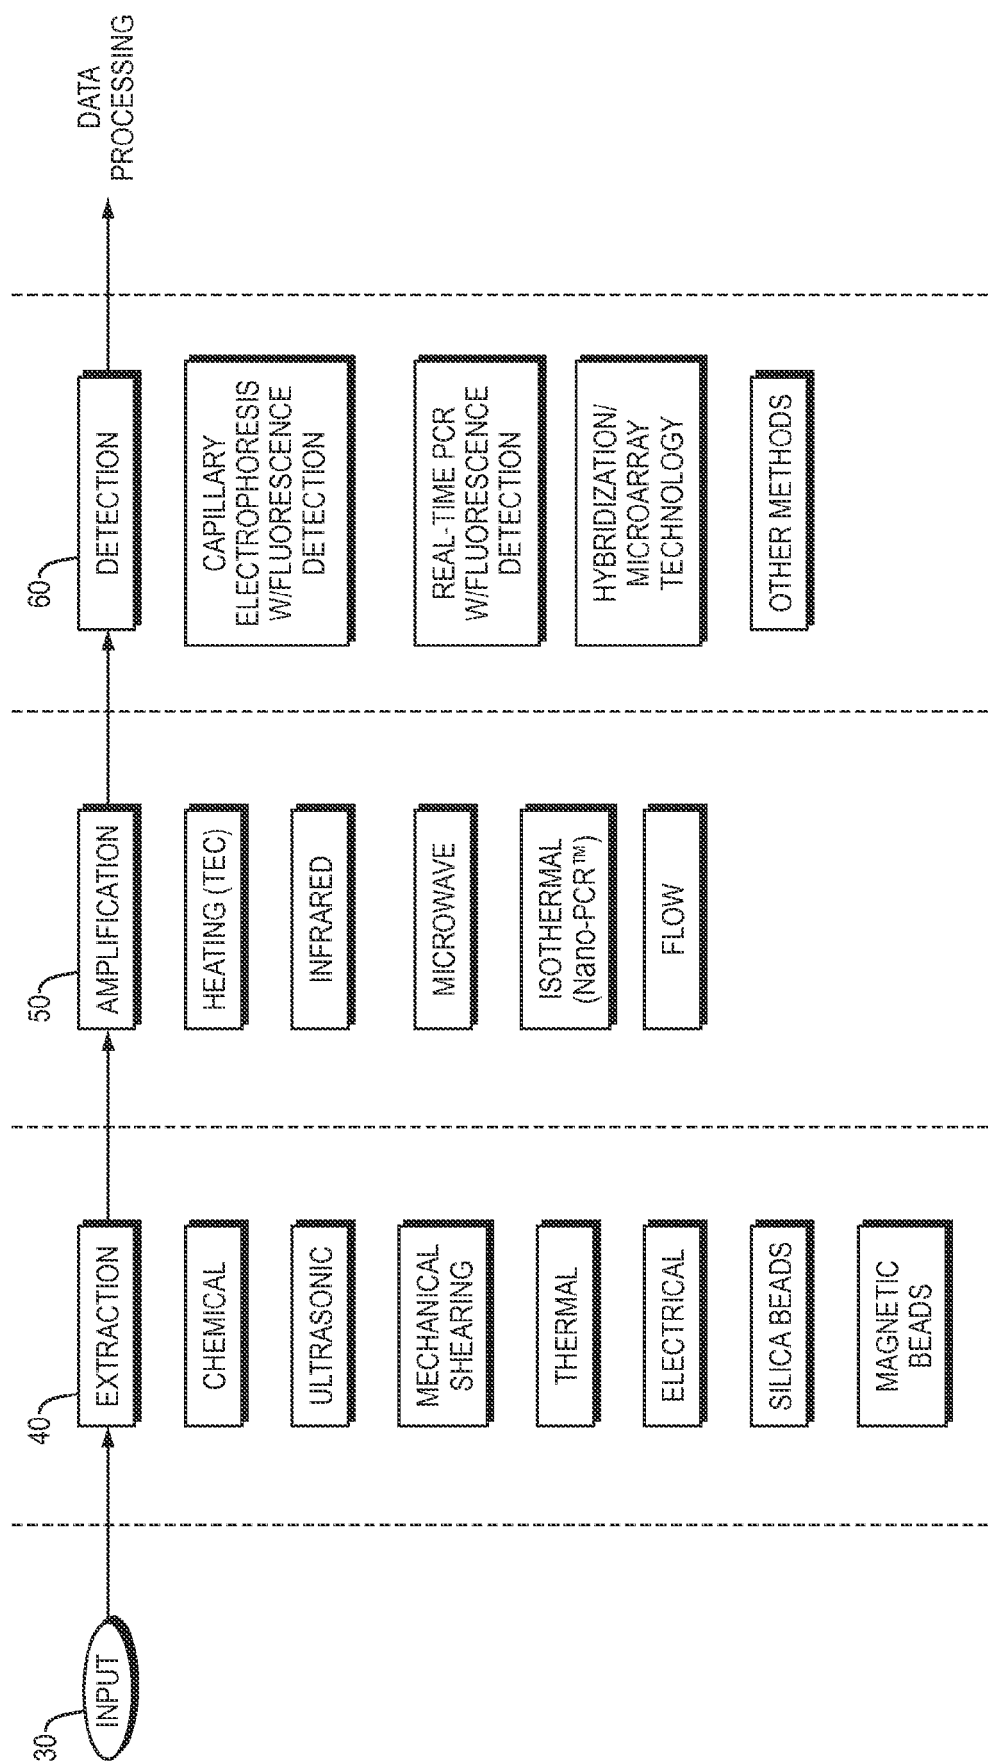 30
INPUT
40
EXTRACTION
CHEMICAL
ULTRASONIC
MECHANICAL
SHEARING
THERMAL
ELECTRICAL
SILICA BEADS
MAGNETIC
BEADS
50
AMPLIFICATION
HEATING (TEC)
INFRARED
MICROWAVE
ISOTHERMAL
(Nano-PCR™)
FLOW
60
DETECTION
CAPILLARY
ELECTROPHORESIS
W/FLUORESCENCE
DETECTION
REAL-TIME PCR
W/FLUORESCENCE
DETECTION
HYBRIDIZATION/
MICROARRAY
TECHNOLOGY
OTHER METHODS
DATA
PROCESSING